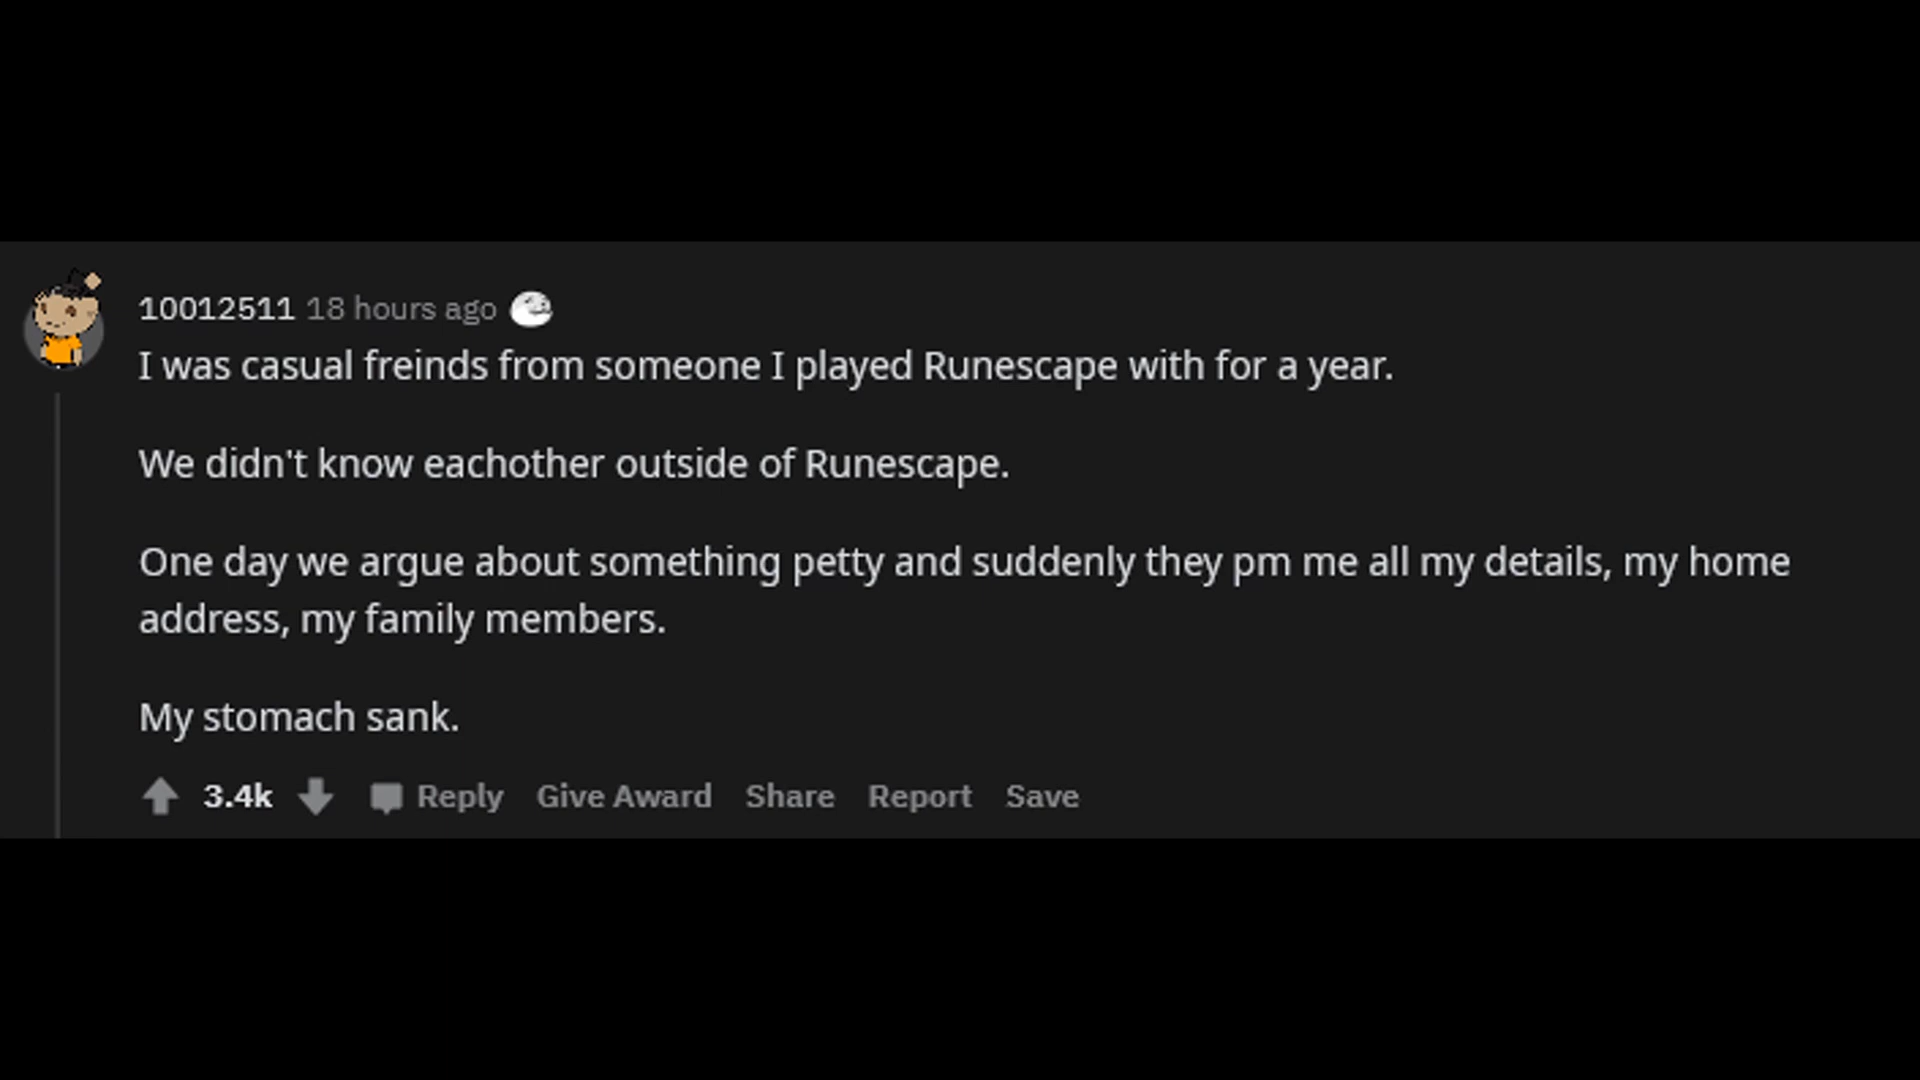 10012511 18 hours ago
I was casual freinds from someone I played Runescape with for a year.
We didn't know eachother outside of Runescape.
One day we argue about something petty and suddenly they pm me all my details, my home
address, my family members.
My stomach sank.
3.4k Reply Give Award Share Report Save